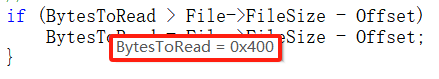 if (BytesToRead > File->FileSize - Offset)
BytesToRead = File->FileSize - Offset;
BytesToRead = 0x400
}